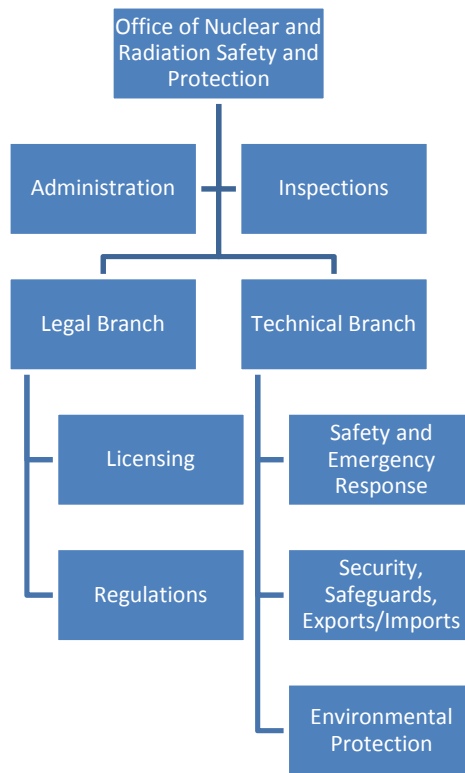 Office of Nuclear and
Radiation Safety and
Protection
Administration
Inspections
Legal Branch
Technical Branch
Licensing
Safety and
Emergency
Response
Regulations
Security,
Safeguards,
Exports/Imports
Environmental
Protection